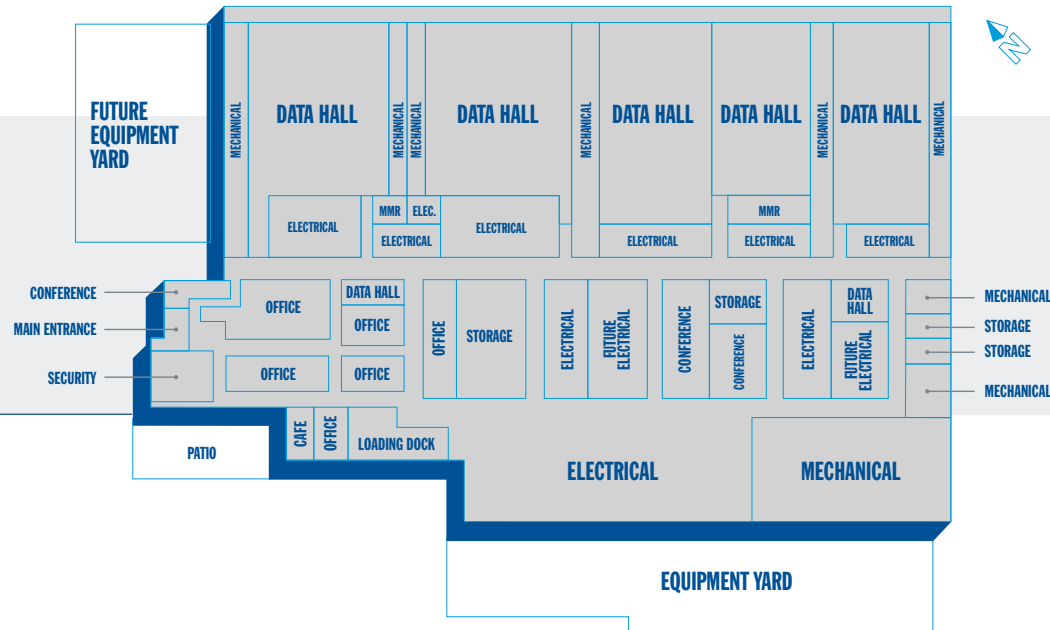 N
FUTURE
EQUIPMENT
YARD
MECHANICAL
DATA HALL
MECHANICAL
MECHANICAL
DATA HALL
MECHANICAL
DATA HALL
DATA HALL
MECHANICAL
DATA HALL
MECHANICAL
ELECTRICAL
MMR
ELEC.
ELECTRICAL
ELECTRICAL
ELECTRICAL
MMR
ELECTRICAL
ELECTRICAL
CONFERENCE
MAIN ENTRANCE
SECURITY
OFFICE
DATA HALL
OFFICE
OFFICE
OFFICE
OFFICE
STORAGE
ELECTRICAL
FUTURE
ELECTRICAL
CONFERENCE
STORAGE
CONFERENCE
ELECTRICAL
DATA
HALL
FUTURE
ELECTRICAL
MECHANICAL
STORAGE
STORAGE
MECHANICAL
PATIO
CAFE
OFFICE
LOADING DOCK
ELECTRICAL
MECHANICAL
EQUIPMENT YARD